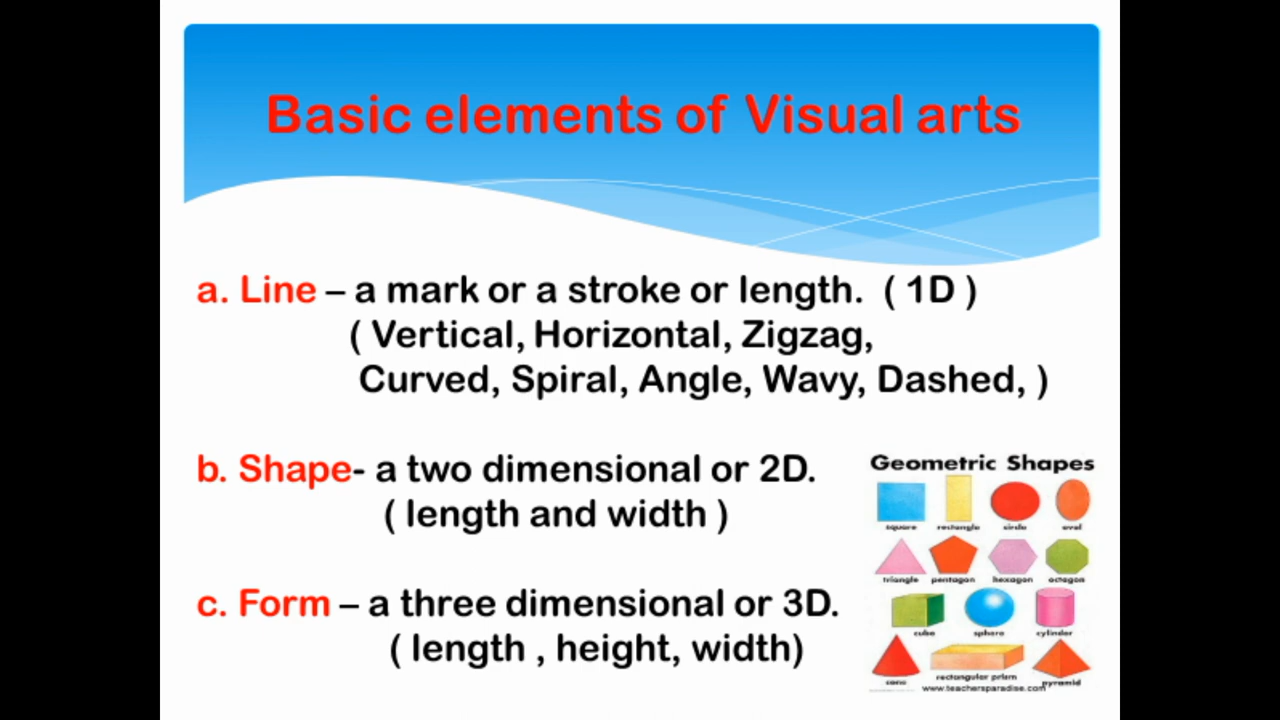 Basic elements of Visual arts
a. Line – a mark or a stroke or length. ( 1D )
( Vertical, Horizontal, Zigzag,
Curved, Spiral, Angle, Wavy, Dashed, )
b. Shape- a two dimensional or 2D.
( length and width )
c. Form – a three dimensional or 3D.
( length , height, width)
Geometric Shapes
square rectangle circle oval
triangle pentagon hexagon octagon
cube sphere cylinder
cone rectangular prism pyramid
www.teachersparadise.com